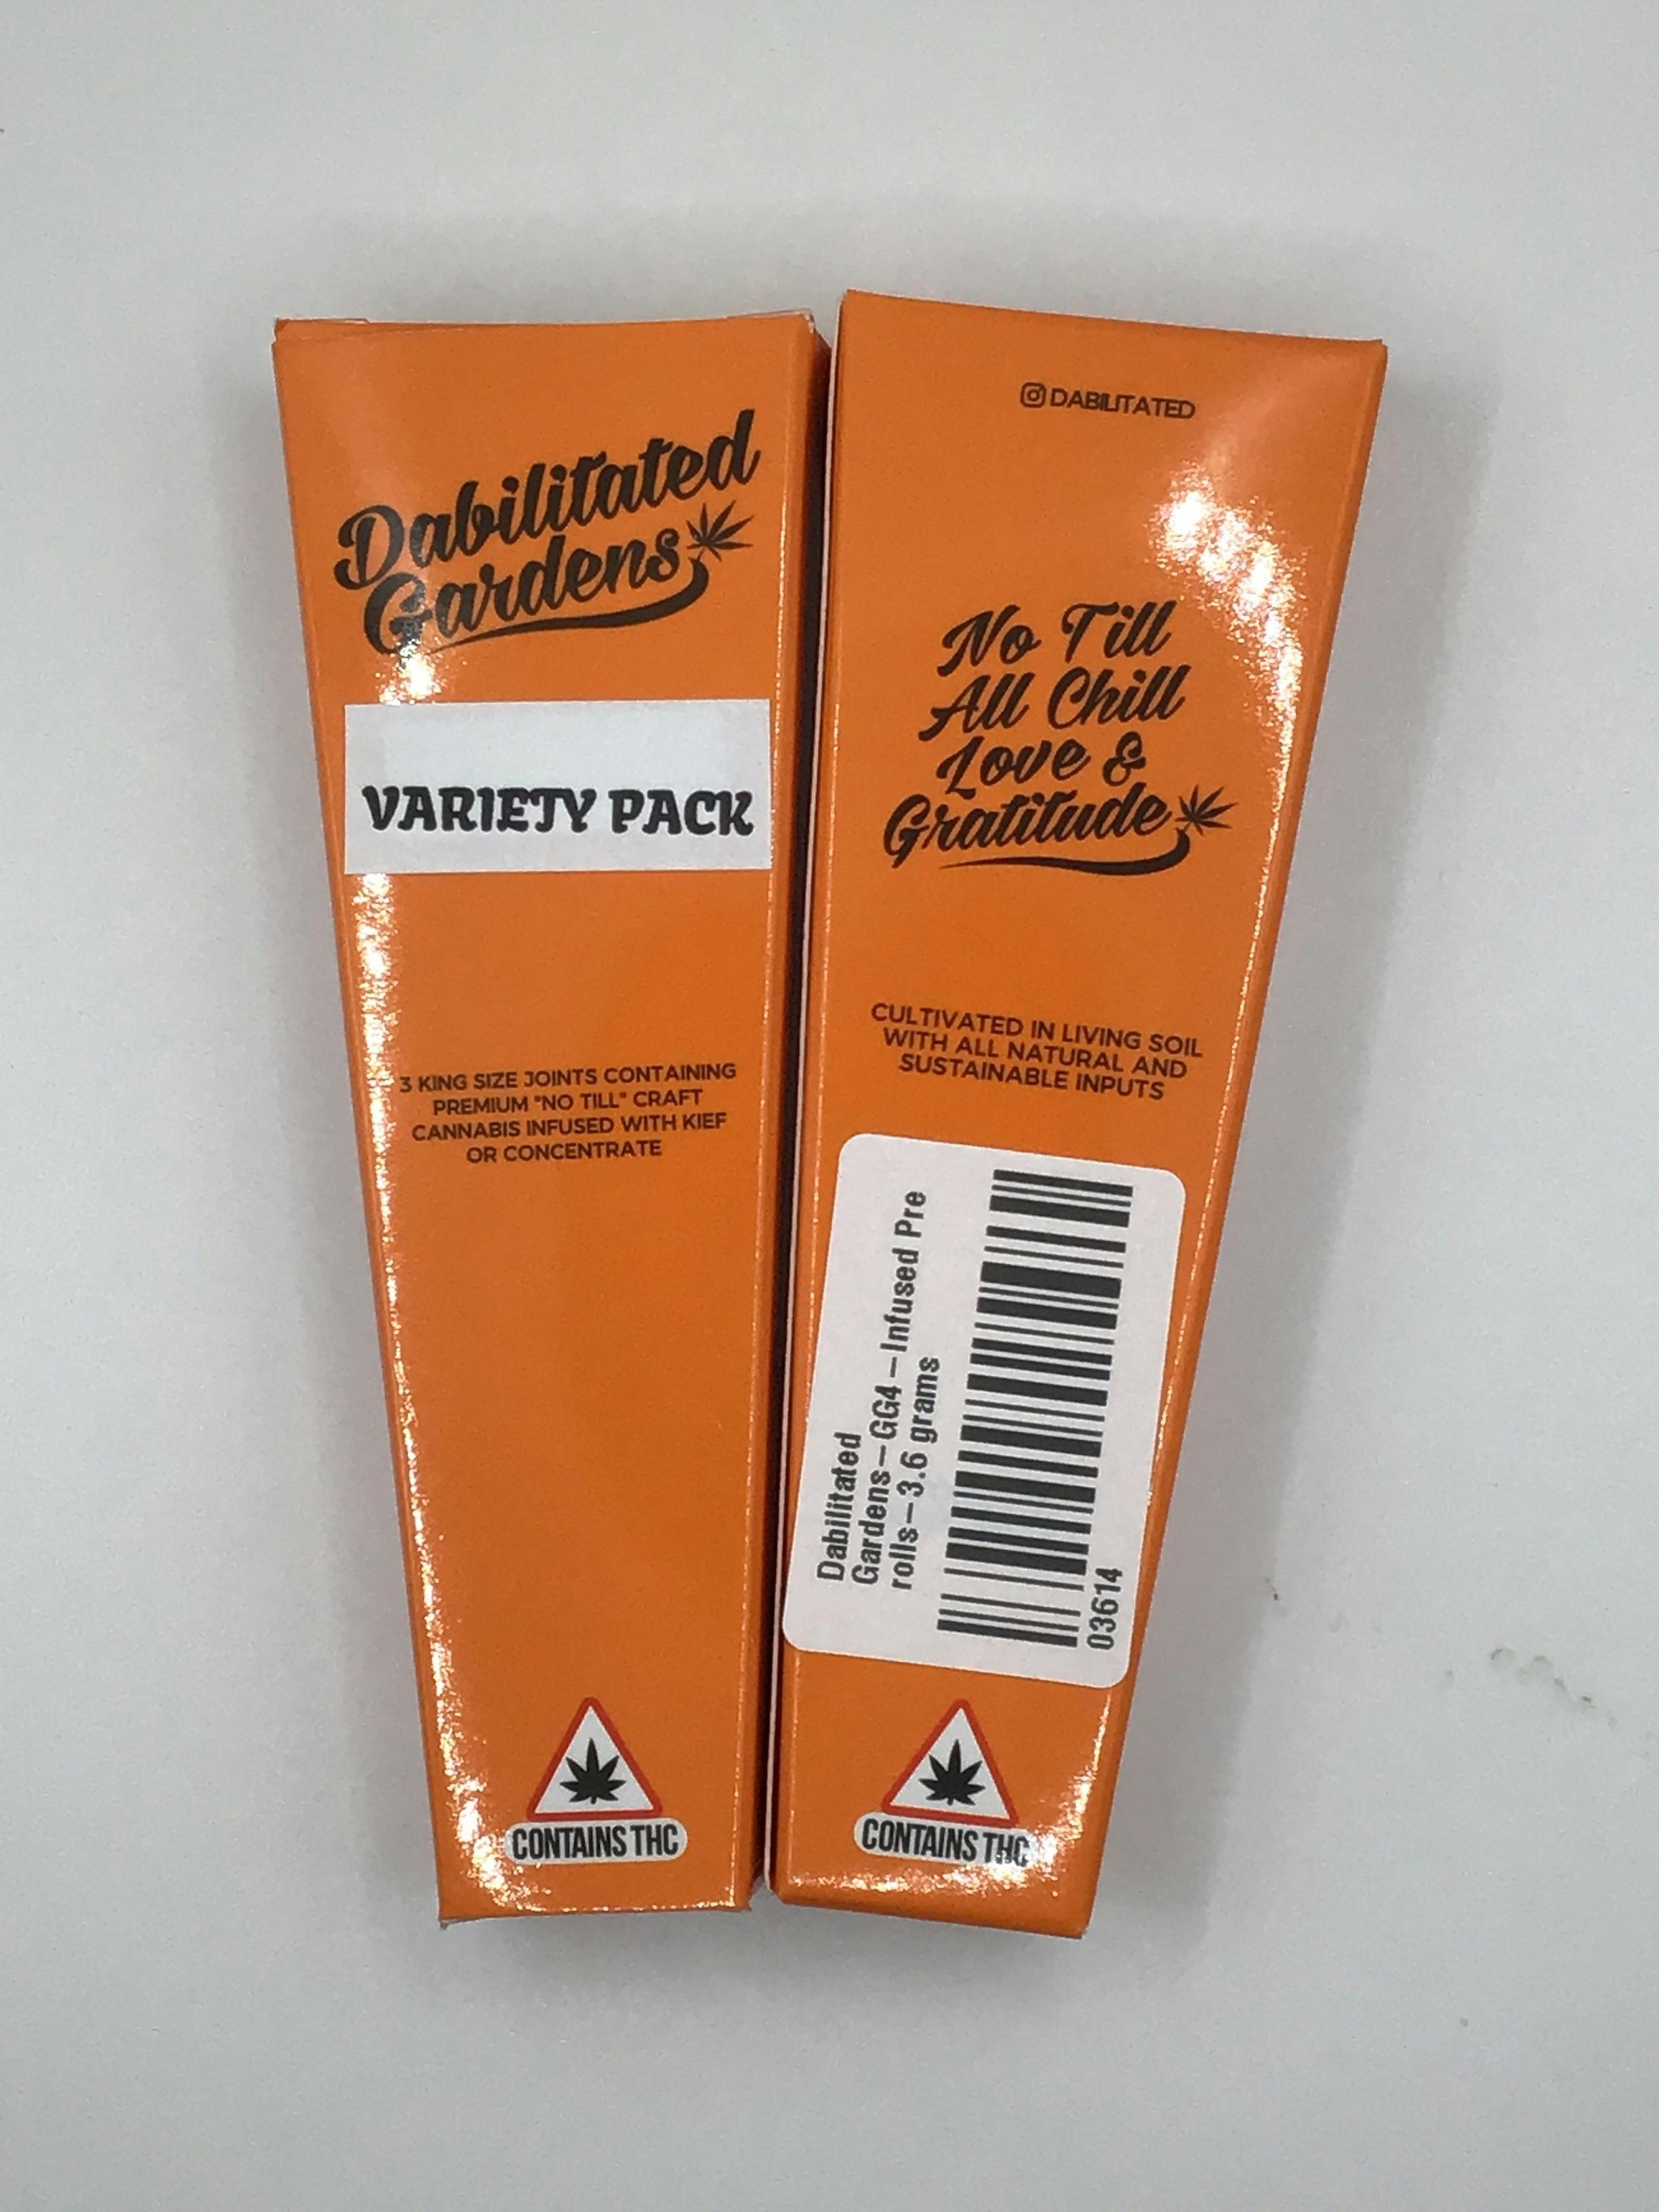 Dabilitated
Gardens
VARIETY PACK
3 KING SIZE JOINTS CONTAINING
PREMIUM "NO TILL" CRAFT
CANNABIS INFUSED WITH KIEF
OR CONCENTRATE
CONTAINS THC
DABILITATED
No Till
All Chill
Love &
Gratitude
CULTIVATED IN LIVING SOIL
WITH ALL NATURAL AND
SUSTAINABLE INPUTS
Dabilitated
Gardens-GG4-Infused Pre
rolls-3.6 grams
03614
CONTAINS THC